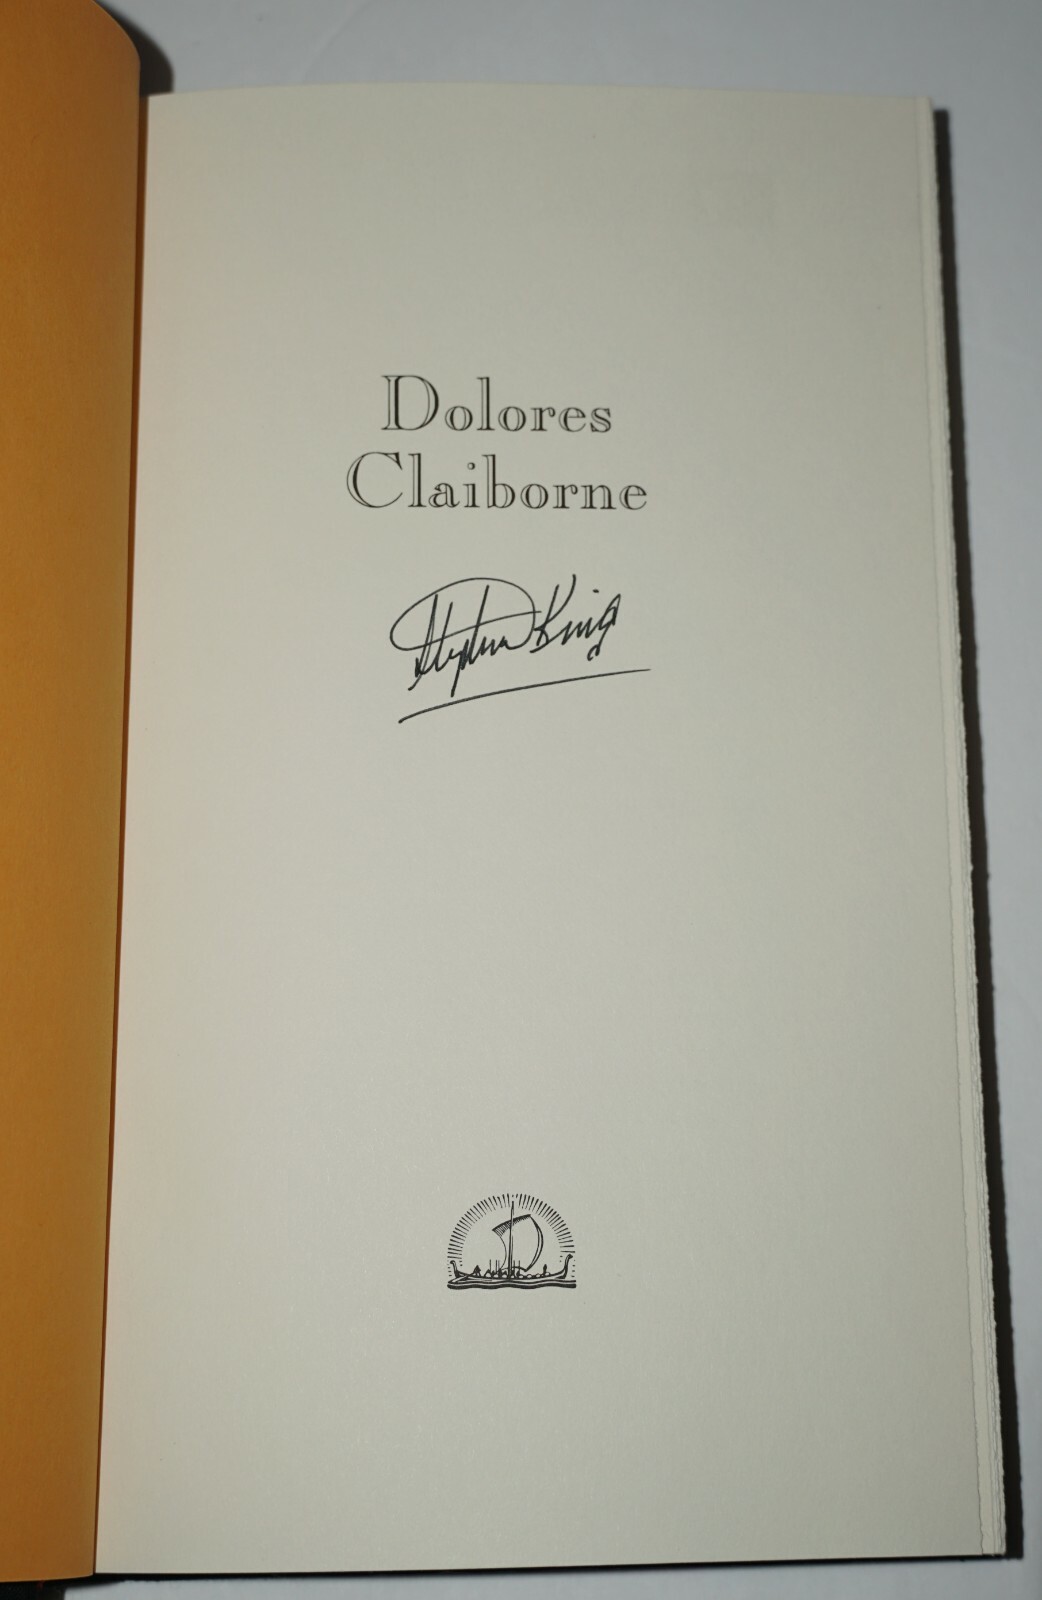 Dolores
Claiborne
Stephen King